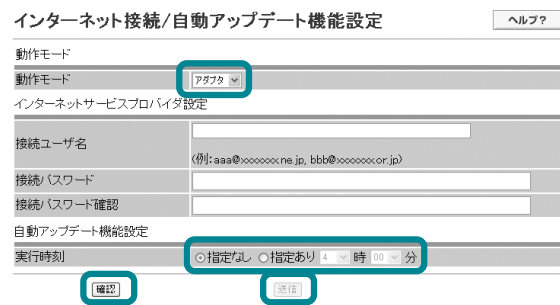 インターネット接続/自動アップデート機能設定
ヘルプ?
動作モード
動作モード アダプタ
インターネットサービスプロバイダ設定
接続ユーザ名
(例:aaa@xxxxxxx.ne.jp, bbb@xxxxxxx.or.jp)
接続パスワード
接続パスワード確認
自動アップデート機能設定
実行時刻 指定なし 指定あり 4 時 00 分
確認 送信